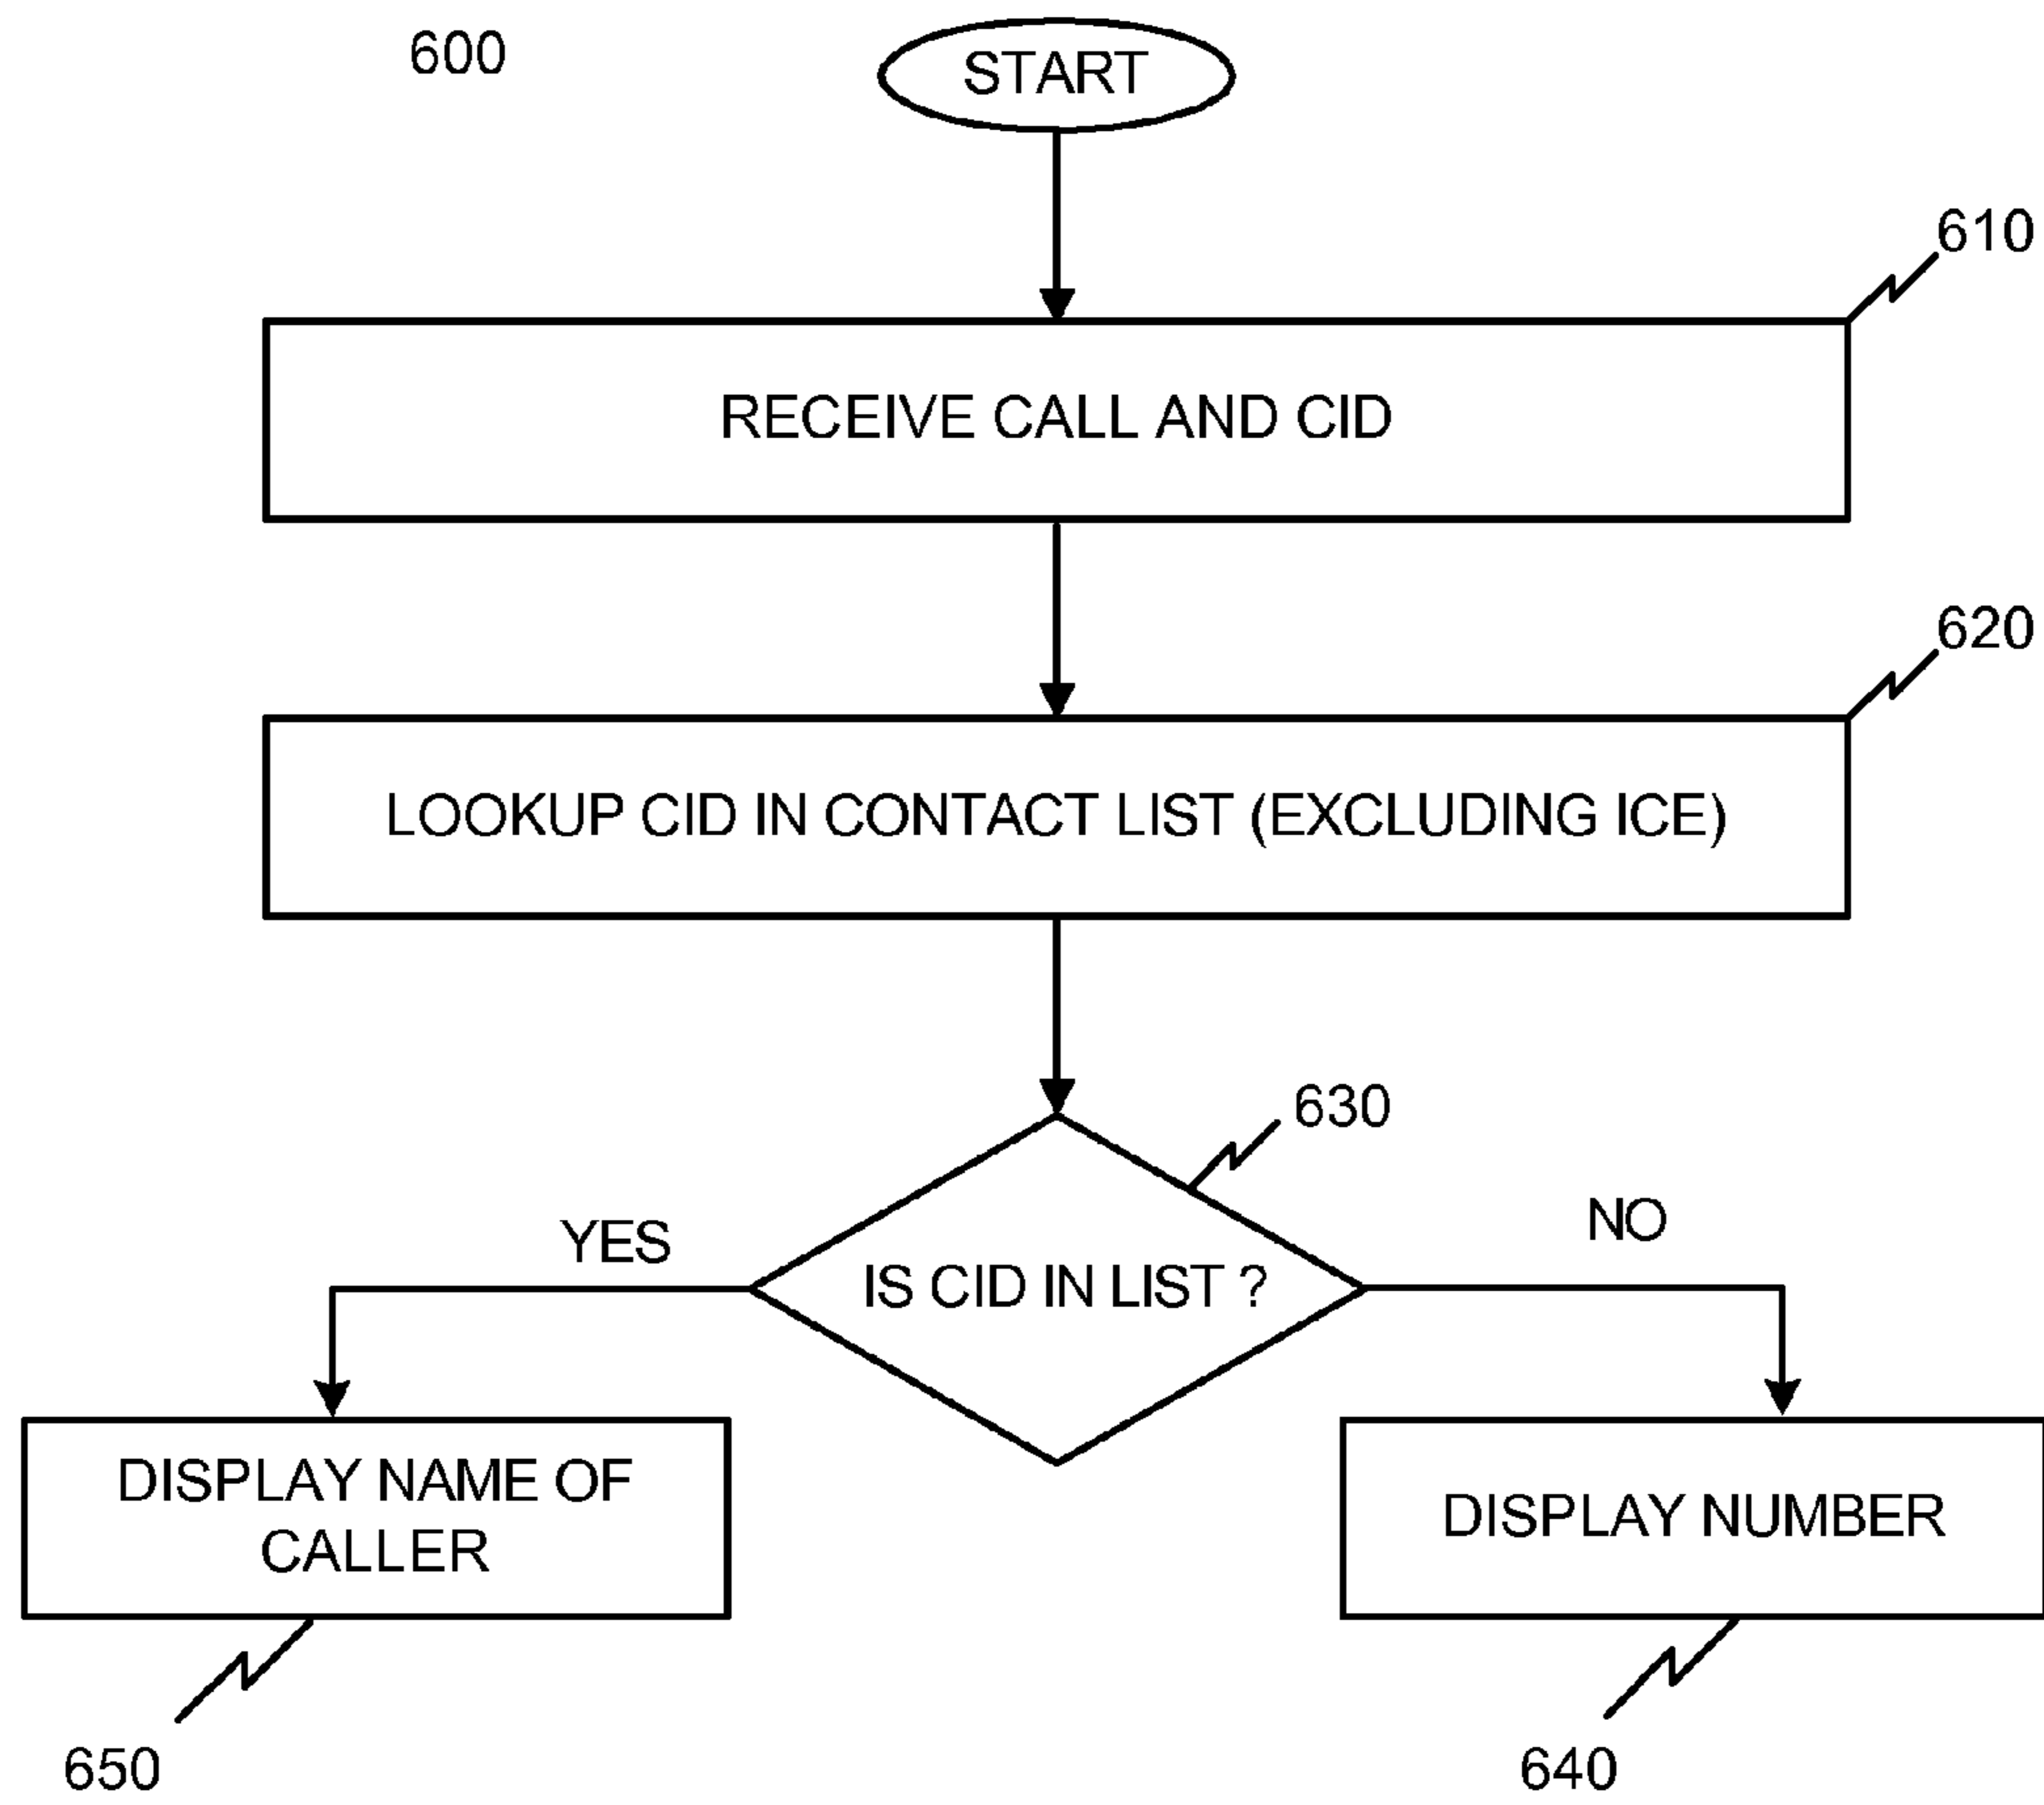 600
START
610
RECEIVE CALL AND CID
620
LOOKUP CID IN CONTACT LIST (EXCLUDING ICE)
630
YES
NO
IS CID IN LIST ?
DISPLAY NAME OF
CALLER
DISPLAY NUMBER
650
640